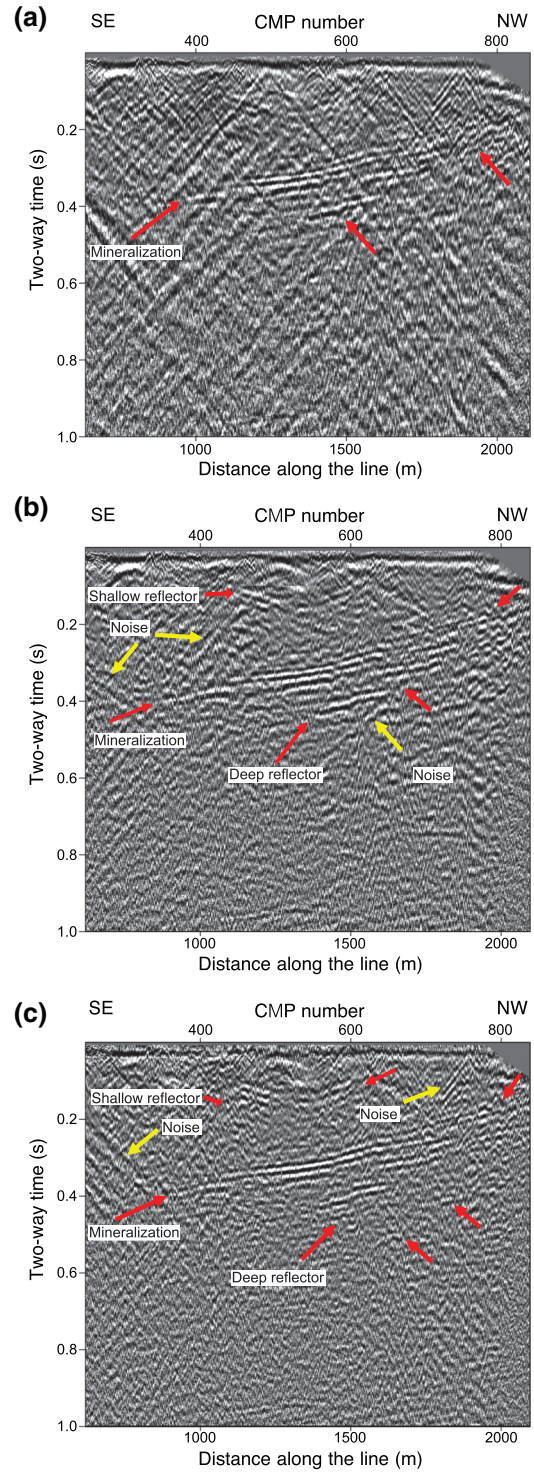 (a)
SE CMP number NW
400 600 800
Two-way time (s)
0.2
0.4
Mineralization
0.6
0.8
1.0
1000 1500 2000
Distance along the line (m)
(b)
SE CMP number NW
400 600 800
Two-way time (s)
Shallow reflector
0.2
Noise
0.4
Mineralization
Deep reflector Noise
0.6
0.8
1.0
1000 1500 2000
Distance along the line (m)
(c)
SE CMP number NW
400 600 800
Two-way time (s)
Shallow reflector
Noise
0.2
Noise
0.4
Mineralization
Deep reflector
0.6
0.8
1.0
1000 1500 2000
Distance along the line (m)